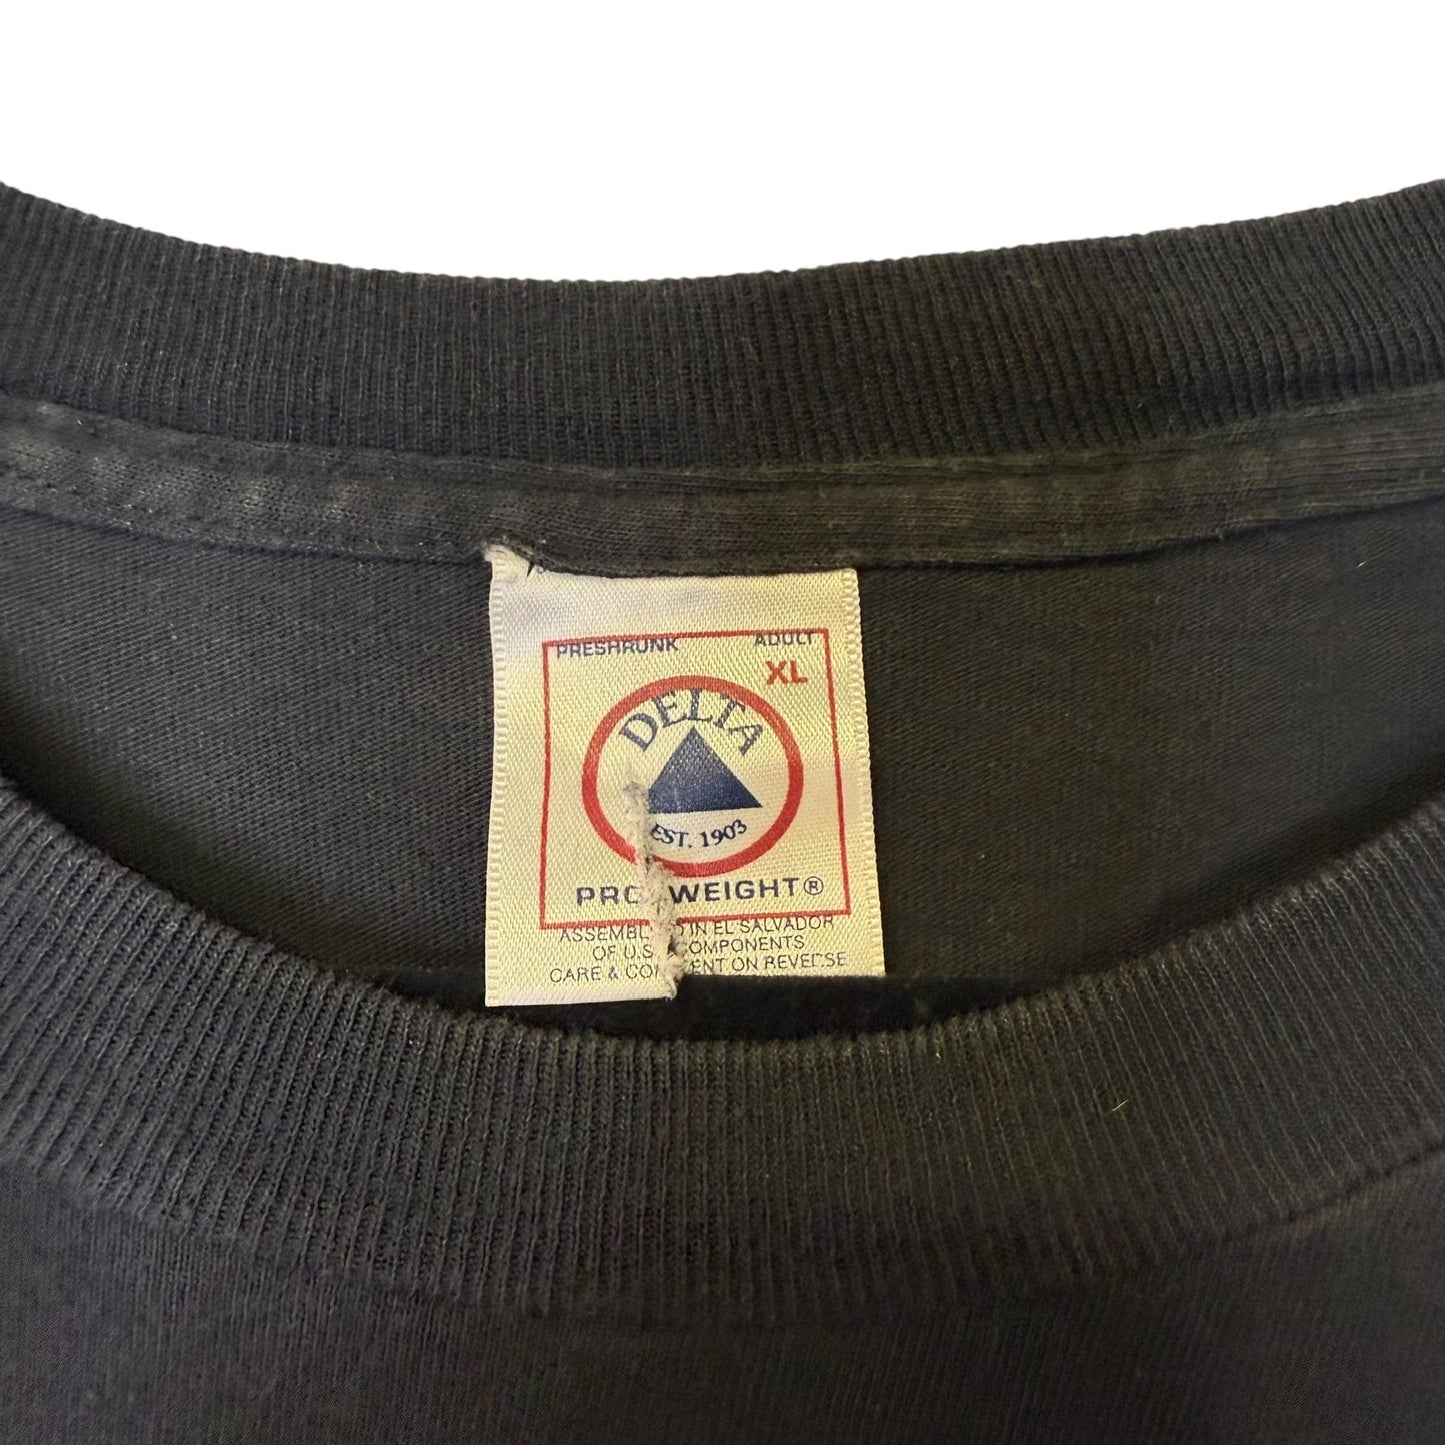 PRESHRUNK ADULT
XL
DELTA
EST. 1903
PRO WEIGHT®
ASSEMBLED IN EL SALVADOR
OF U.S. COMPONENTS
CARE & CONTENT ON REVERSE